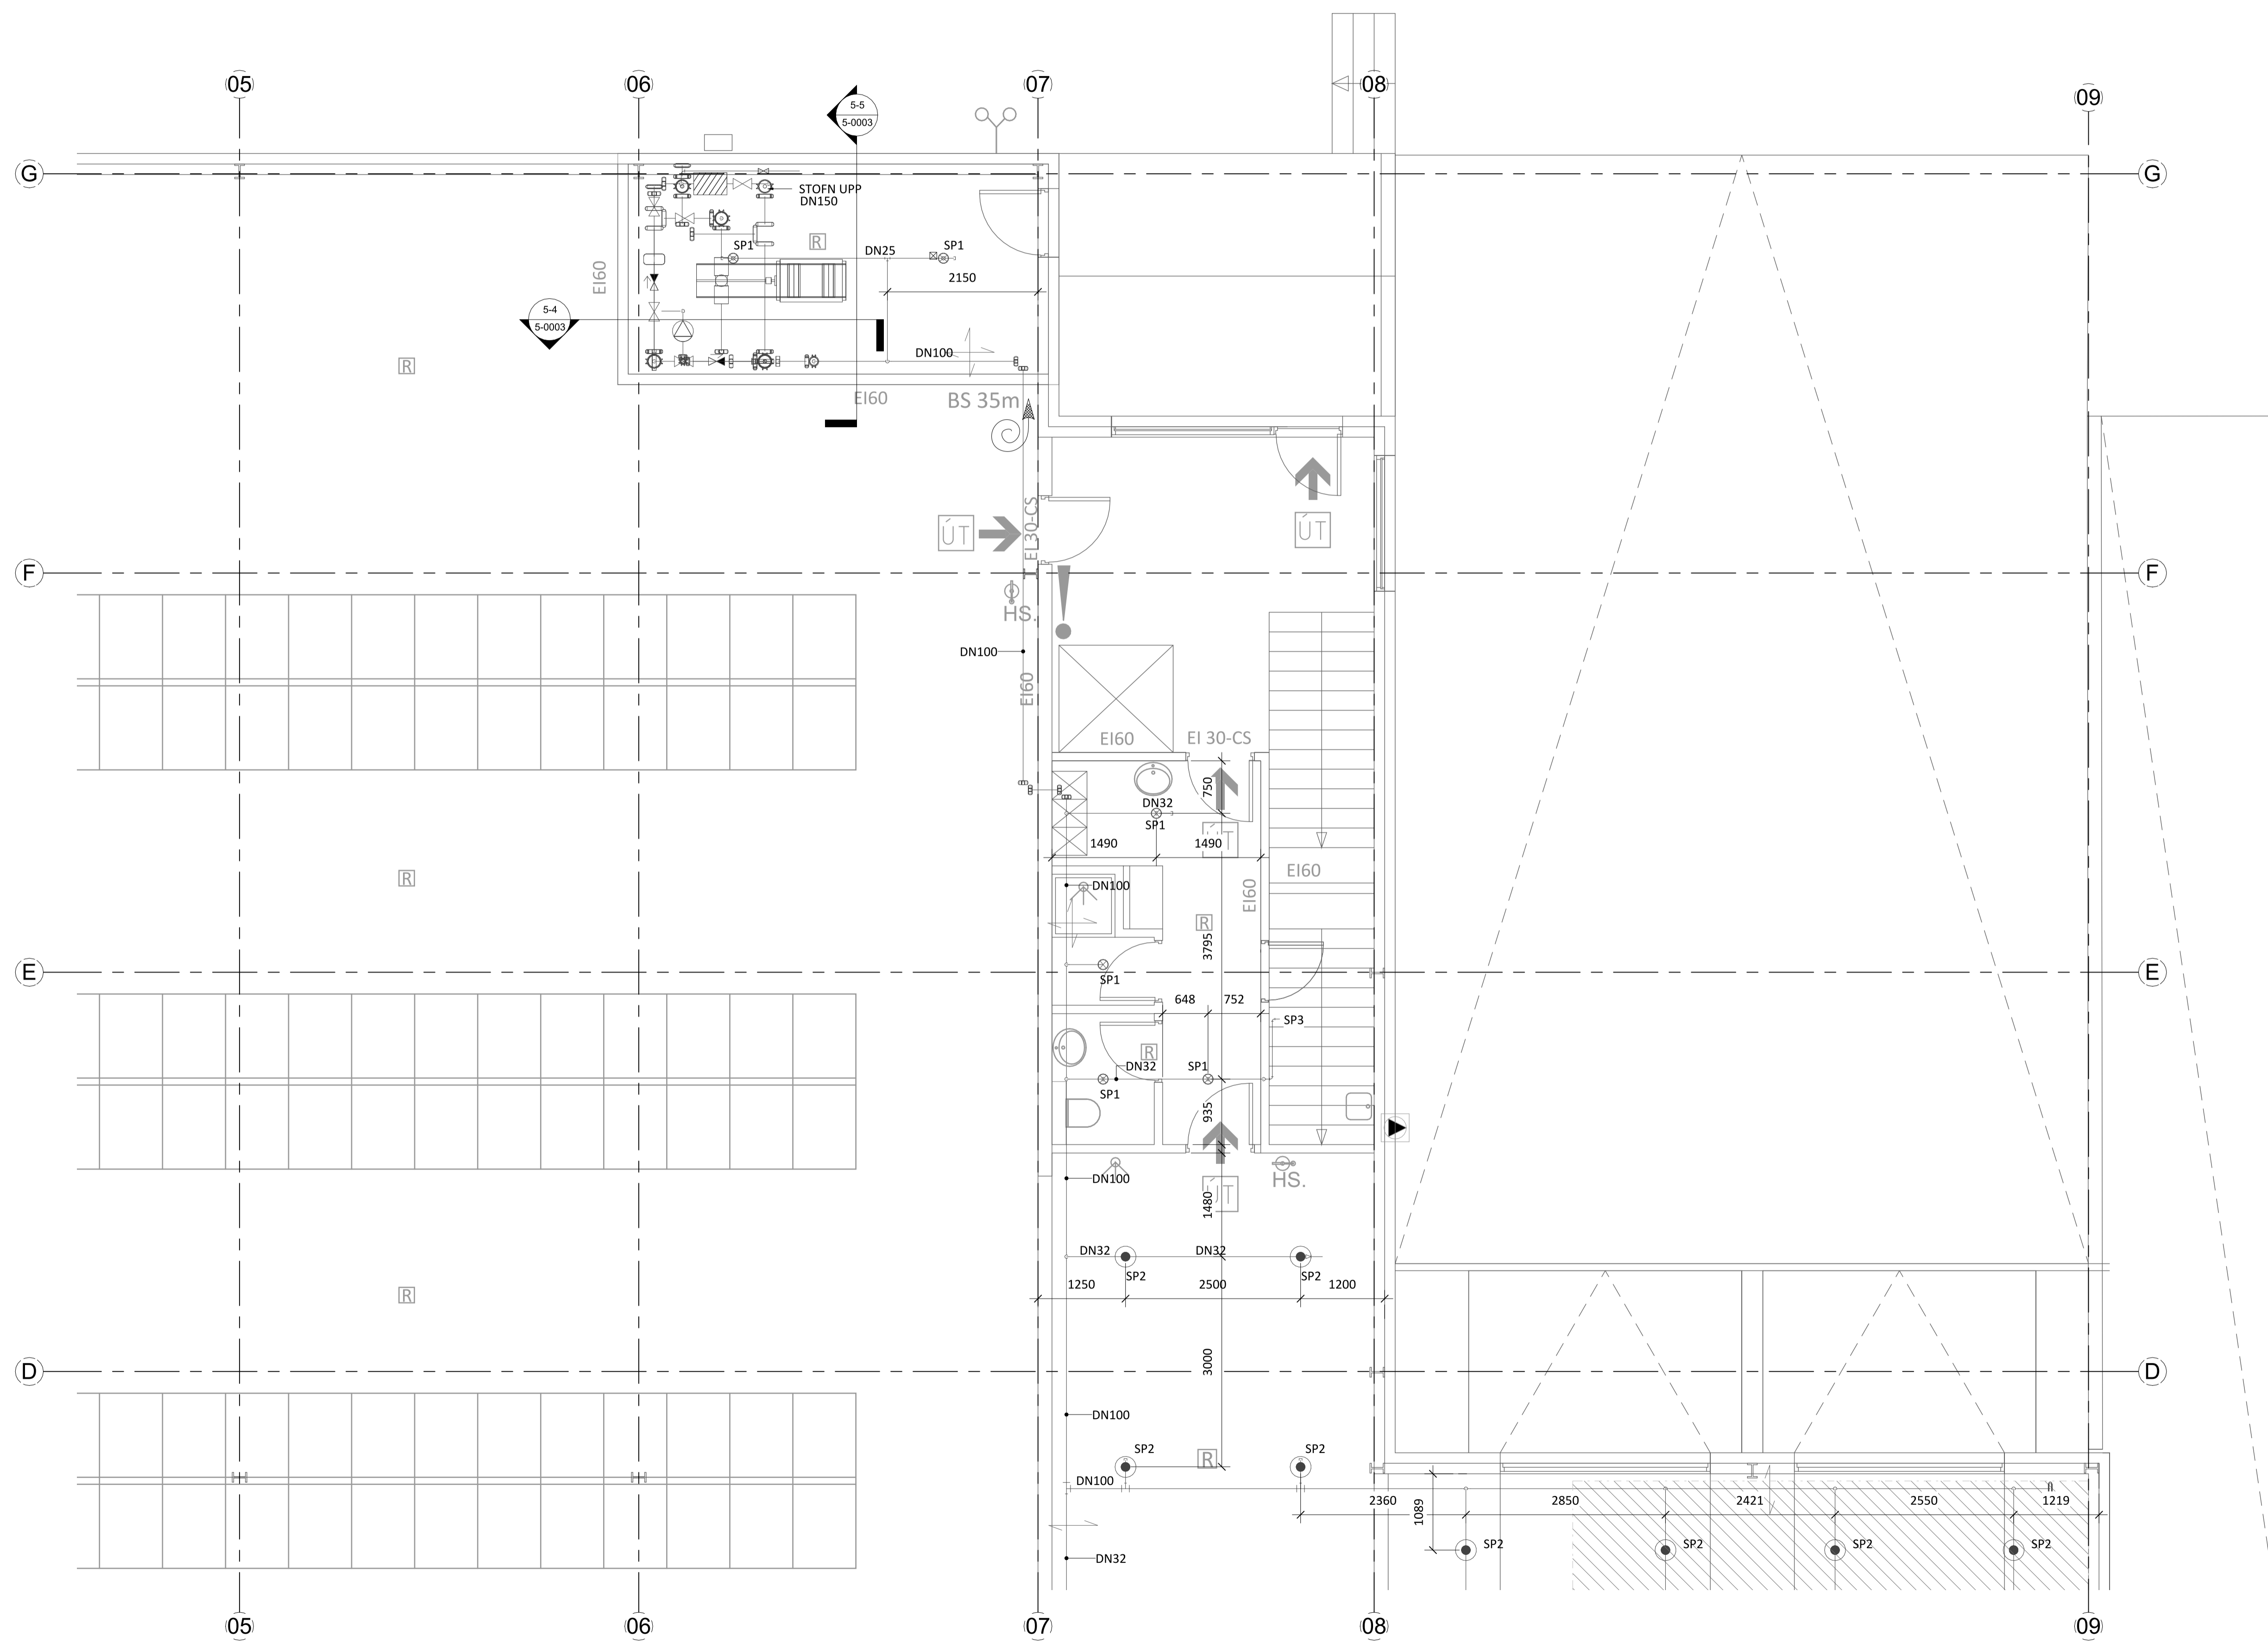 05
06
07
08
09
5-5
5-0003
G
G
STOFN UPP
DN150
SP1
R
DN25
SP1
EI60
2150
5-4
5-0003
DN100
R
EI60
BS 35m
ÚT
EI 30-CS
ÚT
F
F
HS.
!
DN100
EI60
EI60
EI 30-CS
750
DN32
SP1
ÚT
1490
1490
EI60
R
DN100
EI60
R
3795
E
E
SP1
648
752
SP3
R
DN32
SP1
SP1
935
DN100
HS.
ÚT
1480
DN32
DN32
SP2
SP2
1250
2500
1200
R
3000
D
D
DN100
SP2
SP2
R
DN100
2360
2850
2421
2550
1219
1089
SP2
SP2
SP2
SP2
DN32
05
06
07
08
09